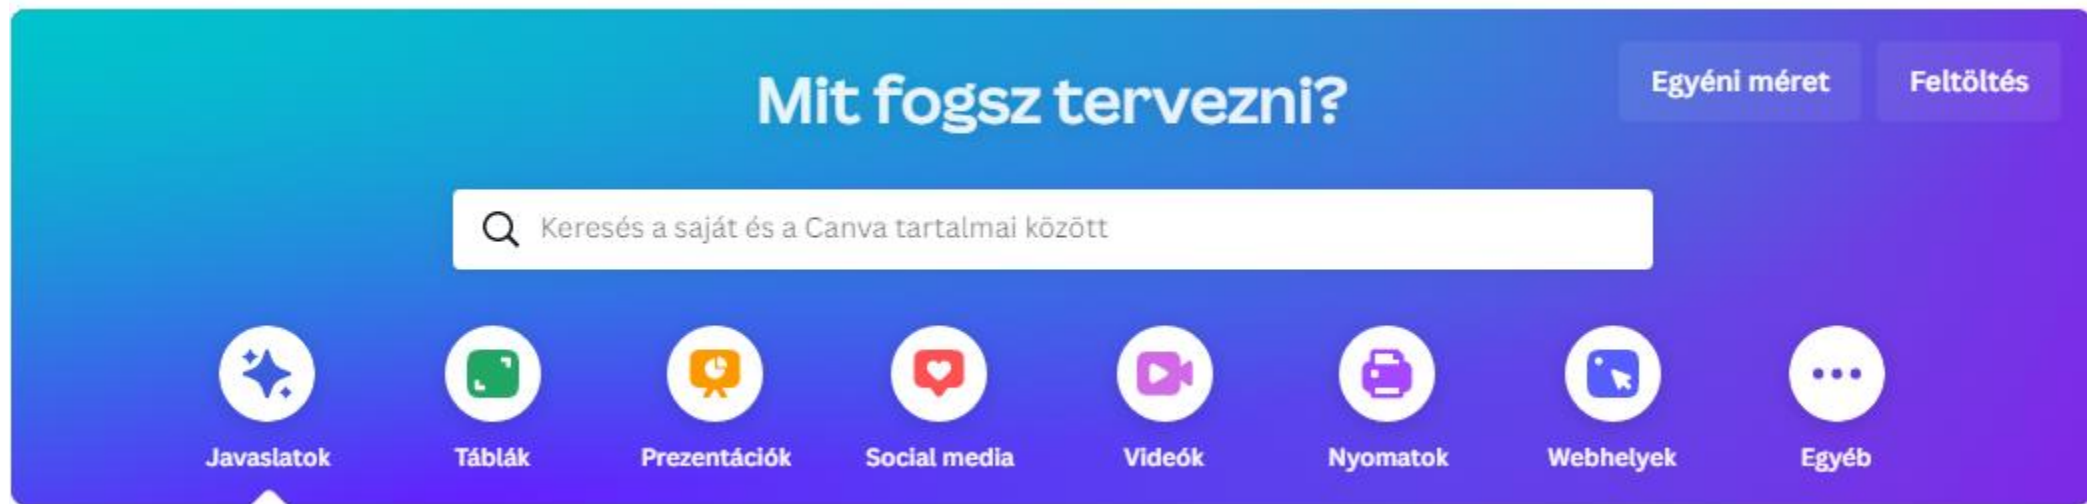 Mit fogsz tervezni?
Egyéni méret
Feltöltés
Keresés a saját és a Canva tartalmai között
Javaslatok
Táblák
Prezentációk
Social media
Videók
Nyomatok
Webhelyek
Egyéb